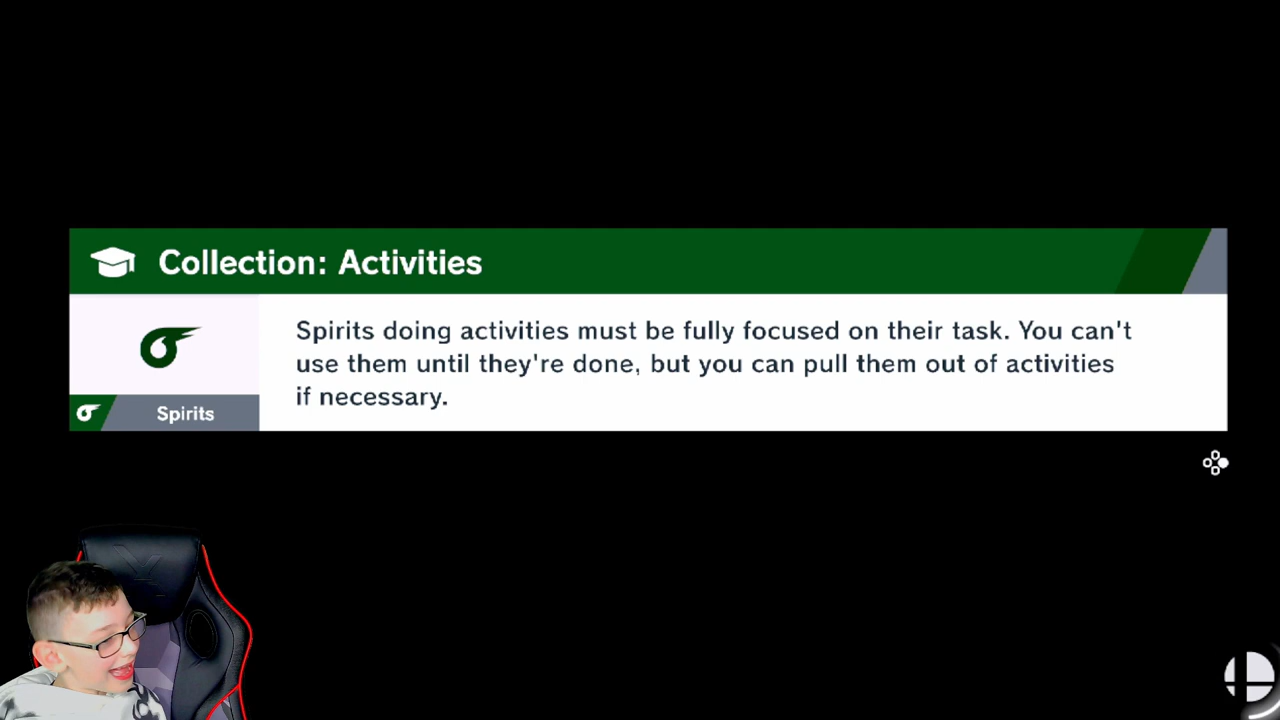 Collection: Activities
Spirits doing activities must be fully focused on their task. You can't
use them until they're done, but you can pull them out of activities
if necessary.
Spirits